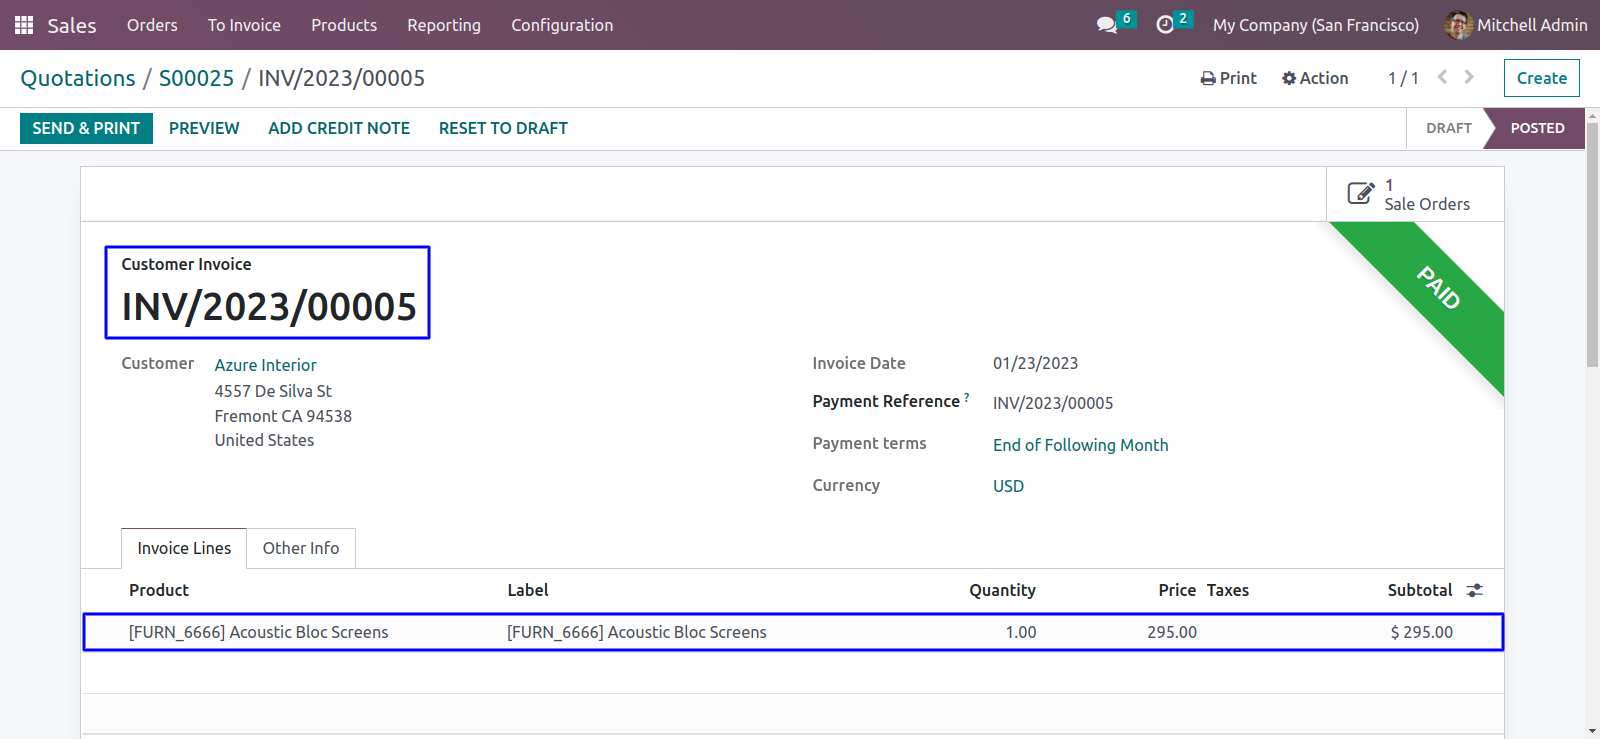 Sales Orders To Invoice Products Reporting Configuration 6 2 My Company (San Francisco) Mitchell Admin
Quotations / S00025 / INV/2023/00005 Print Action 1 / 1 Create
SEND & PRINT PREVIEW ADD CREDIT NOTE RESET TO DRAFT DRAFT POSTED
1
Sale Orders
PAID
Customer Invoice
INV/2023/00005
Customer Azure Interior
4557 De Silva St
Fremont CA 94538
United States
Invoice Date 01/23/2023
Payment Reference ? INV/2023/00005
Payment terms End of Following Month
Currency USD
Invoice Lines Other Info
Product Label Quantity Price Taxes Subtotal
[FURN_6666] Acoustic Bloc Screens [FURN_6666] Acoustic Bloc Screens 1.00 295.00 $ 295.00